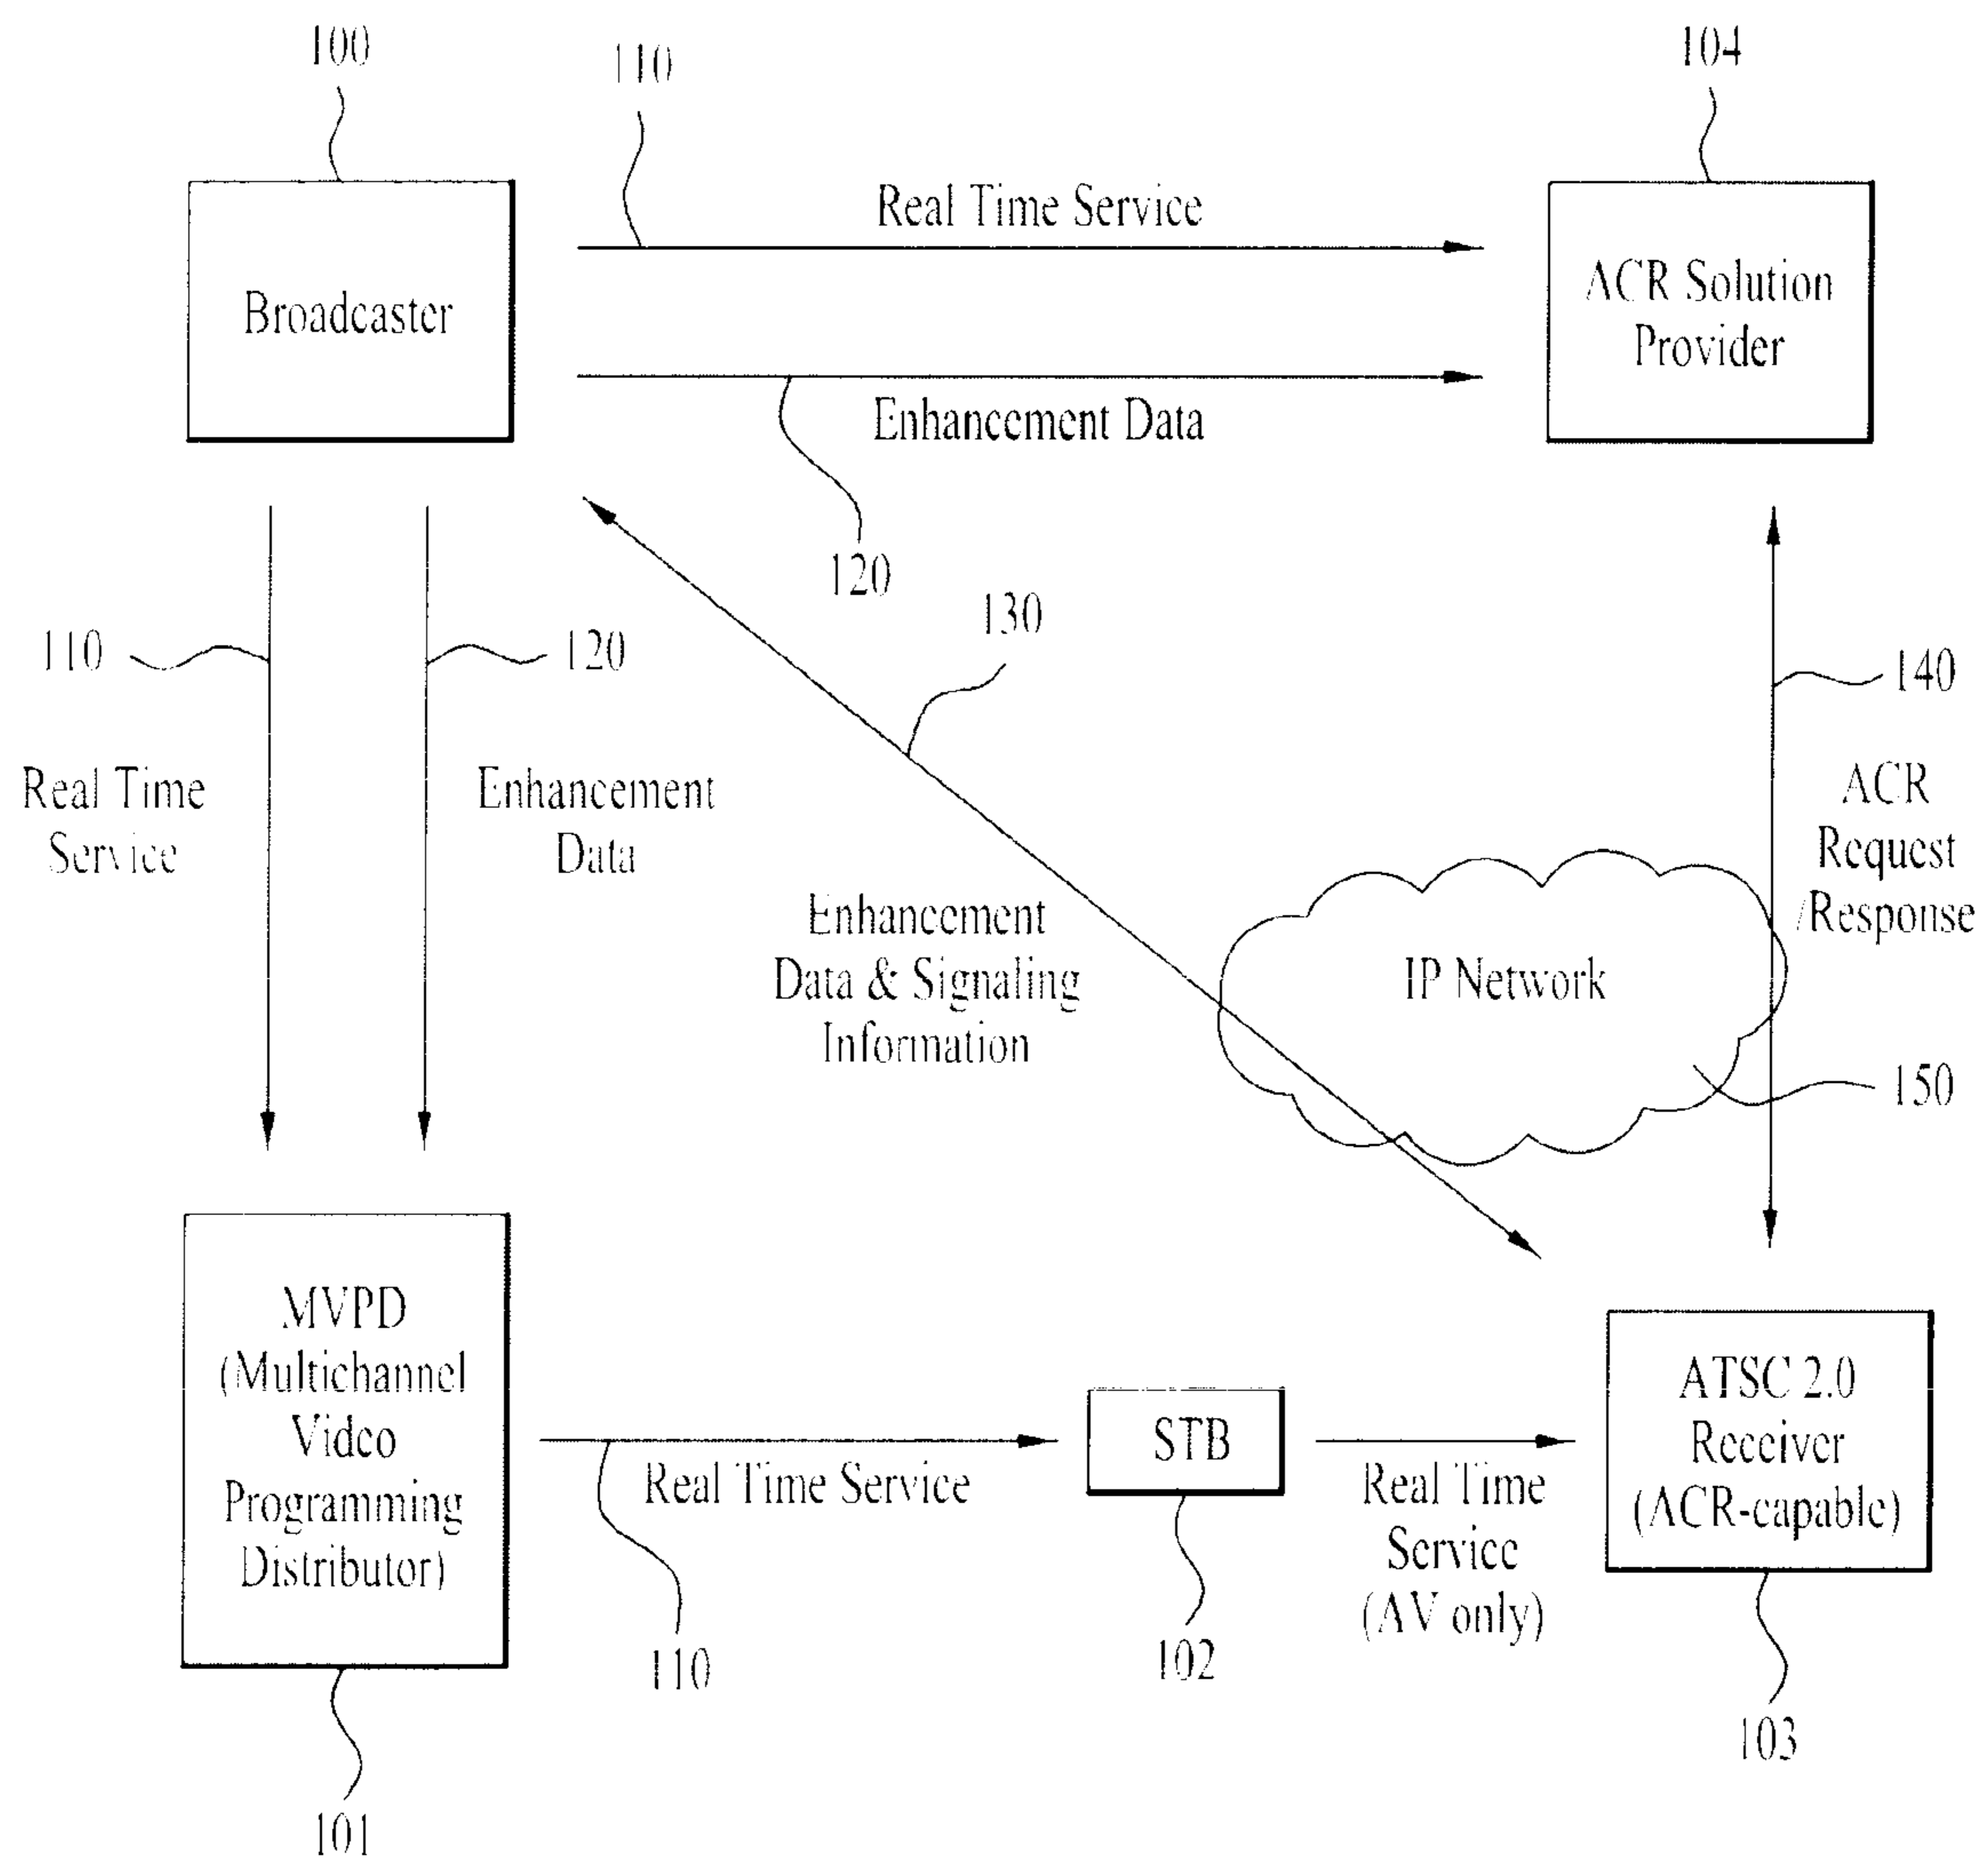 100
110
104
Real Time Service
Broadcaster
ACR Solution
Provider
Enhancement Data
120
130
110
120
140
Real Time
Service
Enhancement
Data
ACR
Request
/Response
Enhancement
Data & Signaling
Information
IP Network
150
MVPD
(Multichannel
Video
Programming
Distributor)
Real Time Service
110
STB
102
Real Time
Service
(AV only)
ATSC 2.0
Receiver
(ACR-capable)
103
101